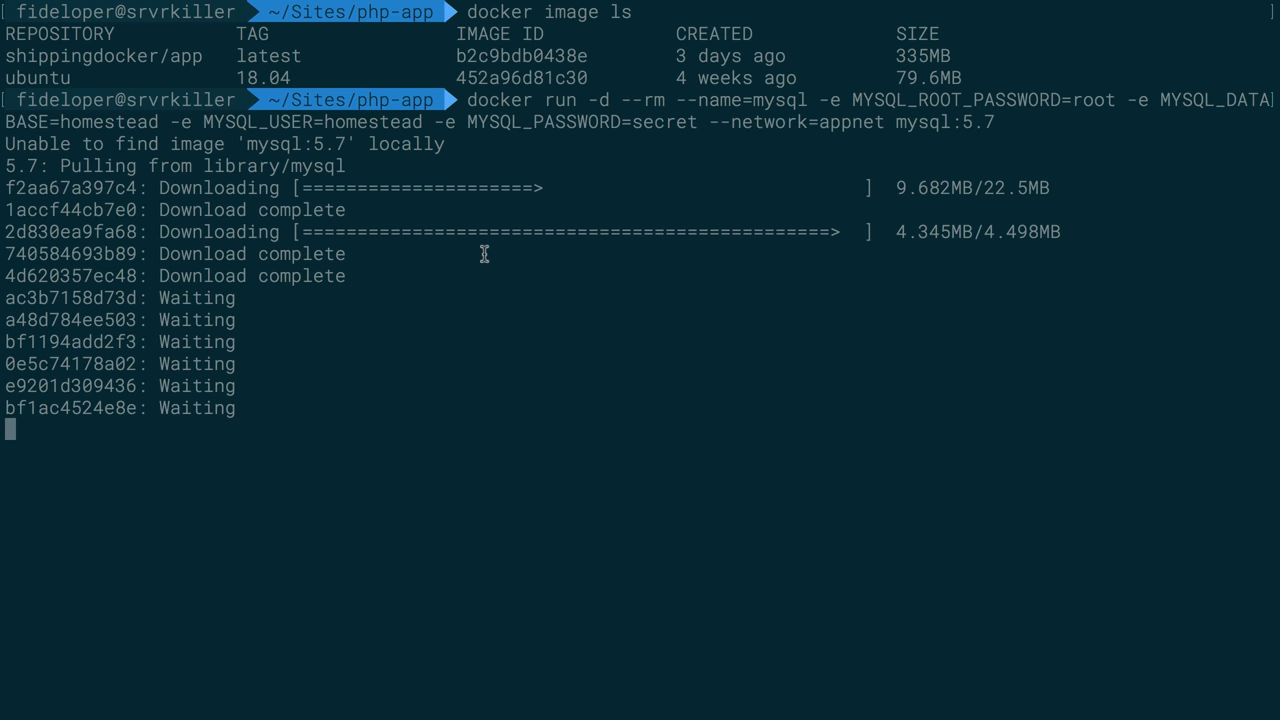 [ fideloper@srvrkiller ~/Sites/php-app docker image ls ]
REPOSITORY TAG IMAGE ID CREATED SIZE
shippingdocker/app latest b2c9bdb0438e 3 days ago 335MB
ubuntu 18.04 452a96d81c30 4 weeks ago 79.6MB
[ fideloper@srvrkiller ~/Sites/php-app docker run -d --rm --name=mysql -e MYSQL_ROOT_PASSWORD=root -e MYSQL_DATA]
BASE=homestead -e MYSQL_USER=homestead -e MYSQL_PASSWORD=secret --network=appnet mysql:5.7
Unable to find image 'mysql:5.7' locally
5.7: Pulling from library/mysql
f2aa67a397c4: Downloading [=====================> ] 9.682MB/22.5MB
1accf44cb7e0: Download complete
2d830ea9fa68: Downloading [================================================> ] 4.345MB/4.498MB
740584693b89: Download complete
4d620357ec48: Download complete
ac3b7158d73d: Waiting
a48d784ee503: Waiting
bf1194add2f3: Waiting
0e5c74178a02: Waiting
e9201d309436: Waiting
bf1ac4524e8e: Waiting